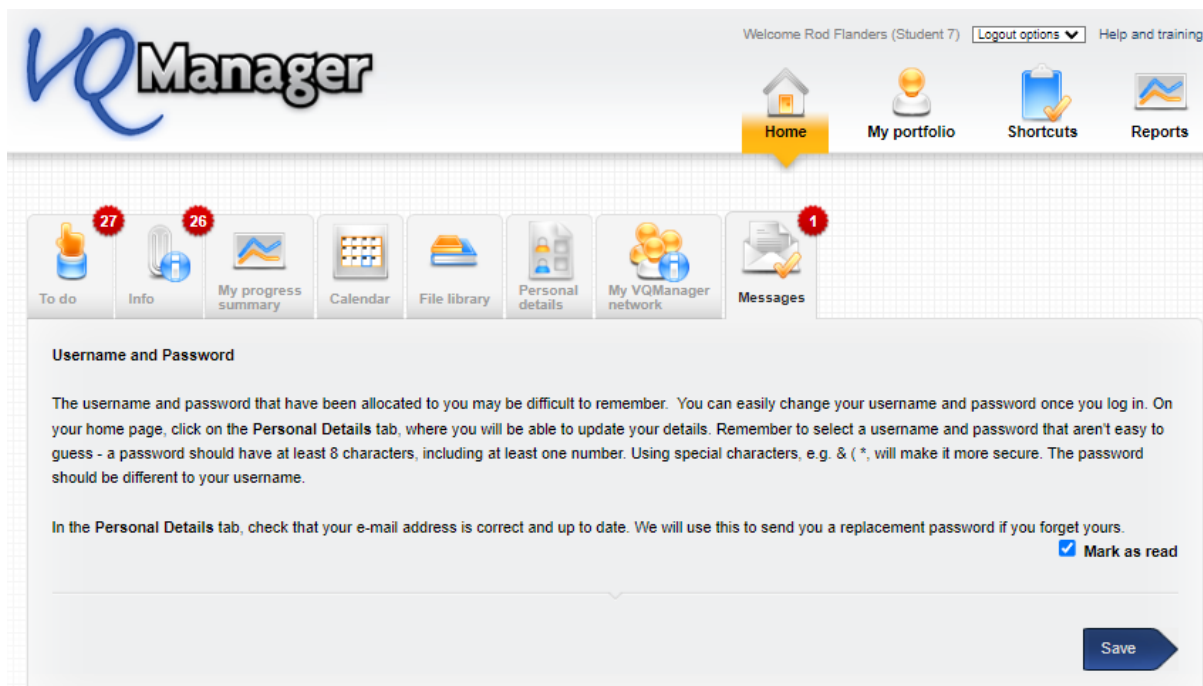 VQManager
Welcome Rod Flanders (Student 7) Logout options Help and training
Home My portfolio Shortcuts Reports
27 26 1
To do Info My progress summary Calendar File library Personal details My VQManager network Messages
Username and Password
The username and password that have been allocated to you may be difficult to remember. You can easily change your username and password once you log in. On
your home page, click on the Personal Details tab, where you will be able to update your details. Remember to select a username and password that aren't easy to
guess - a password should have at least 8 characters, including at least one number. Using special characters, e.g. & ( *, will make it more secure. The password
should be different to your username.
In the Personal Details tab, check that your e-mail address is correct and up to date. We will use this to send you a replacement password if you forget yours.
Mark as read
Save